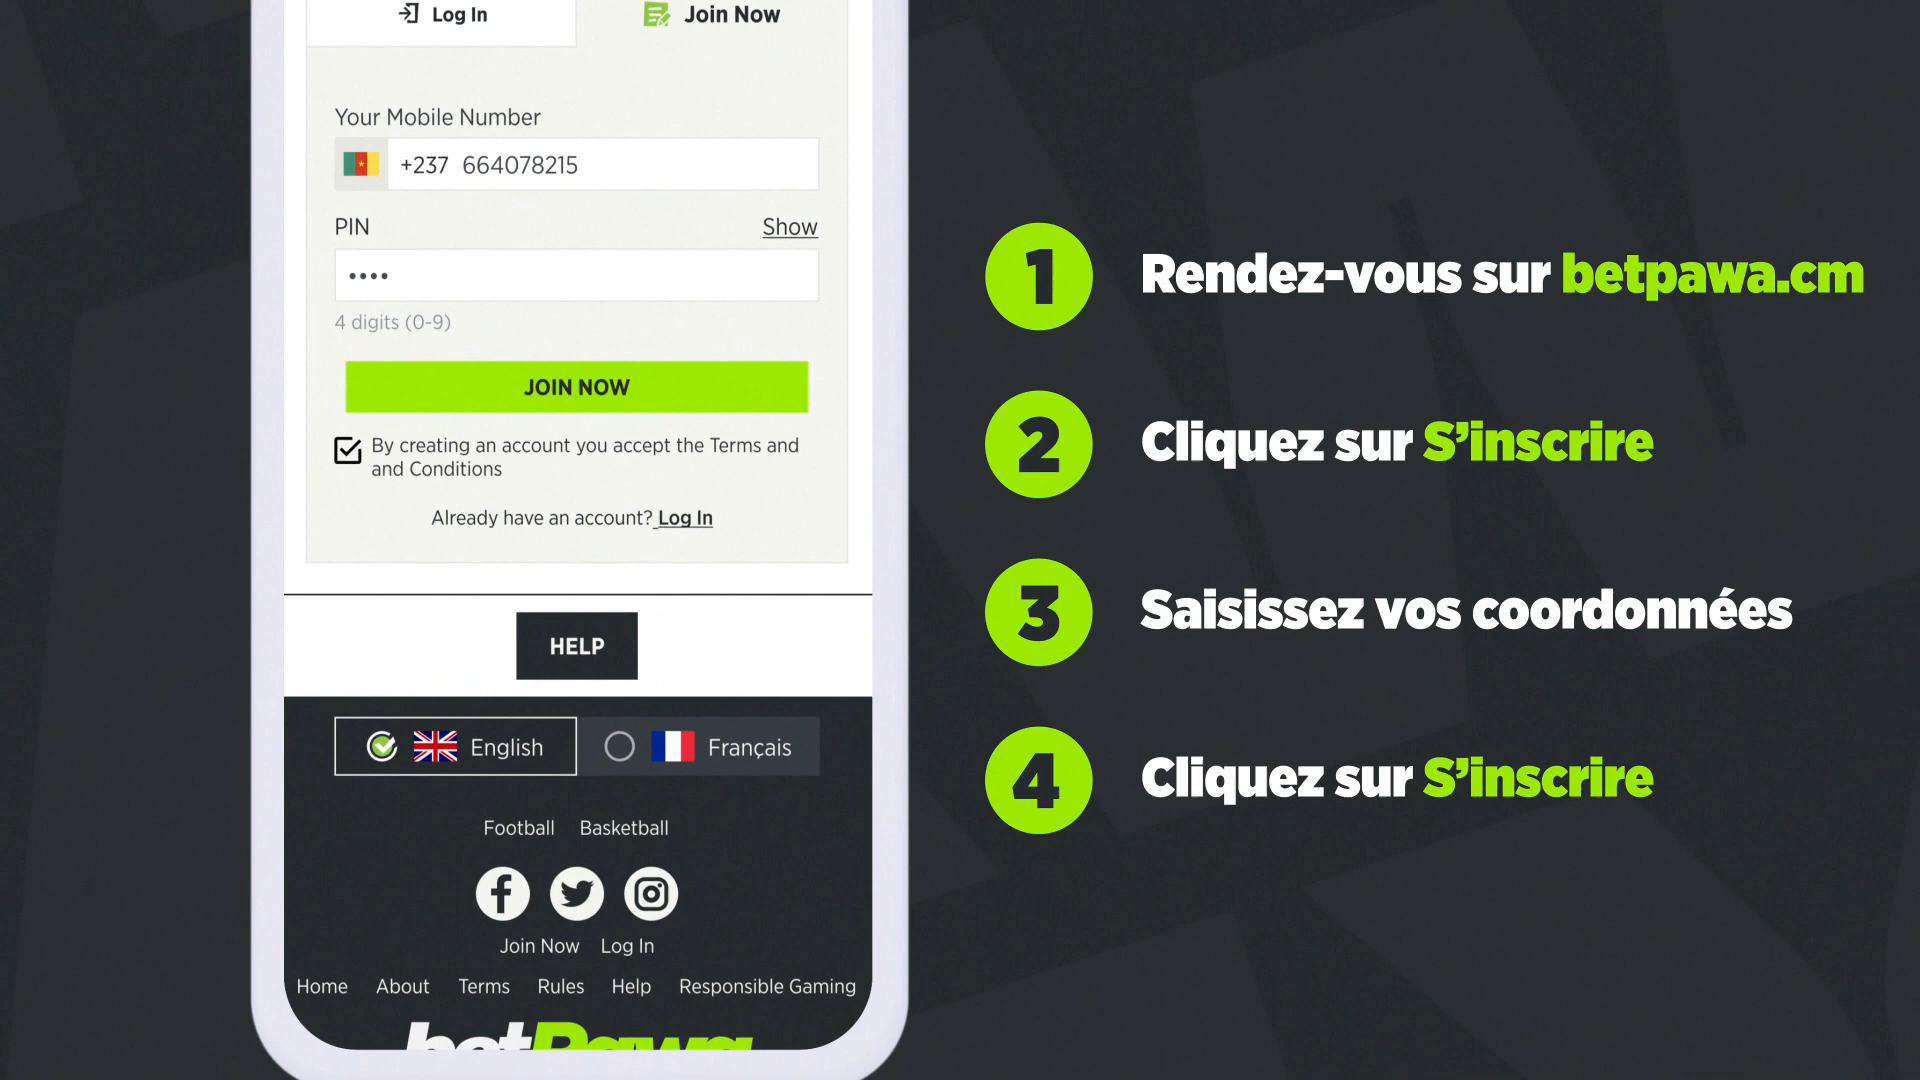 Log In
Join Now
Your Mobile Number
+237 664078215
PIN
Show
4 digits (0-9)
JOIN NOW
By creating an account you accept the Terms and
and Conditions
Already have an account? Log In
HELP
English
Français
Football Basketball
Join Now Log In
Home About Terms Rules Help Responsible Gaming
betPawa
1 Rendez-vous sur betpawa.cm
2 Cliquez sur S’inscrire
3 Saisissez vos coordonnées
4 Cliquez sur S’inscrire